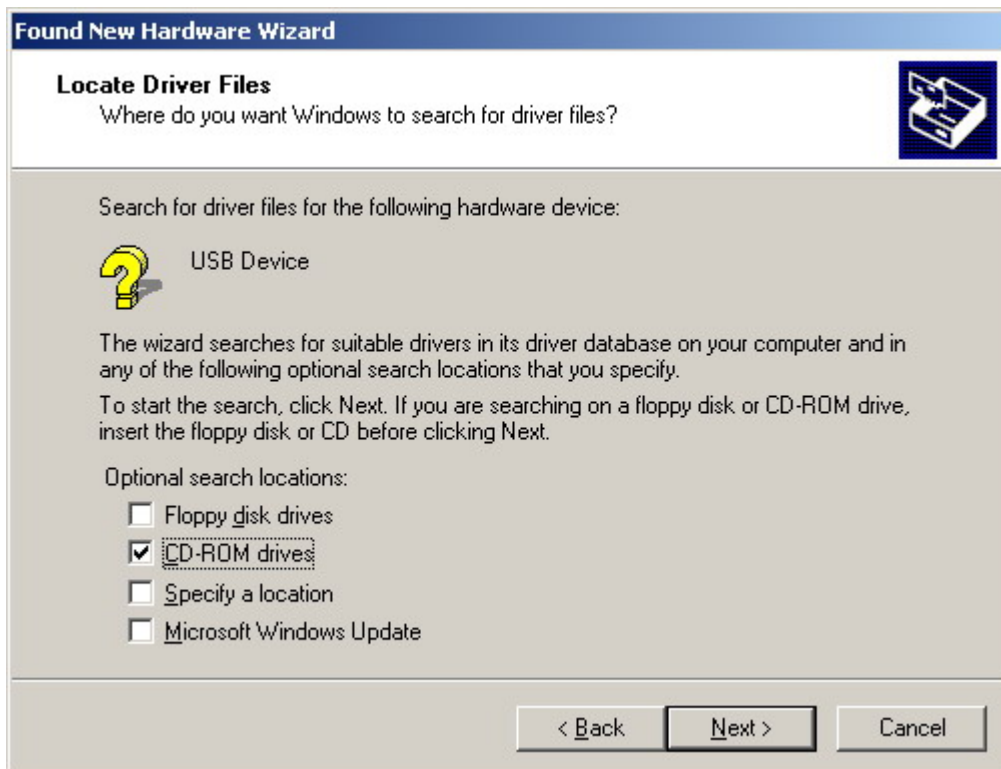 Found New Hardware Wizard
Locate Driver Files
Where do you want Windows to search for driver files?
Search for driver files for the following hardware device:
USB Device
The wizard searches for suitable drivers in its driver database on your computer and in
any of the following optional search locations that you specify.
To start the search, click Next. If you are searching on a floppy disk or CD-ROM drive,
insert the floppy disk or CD before clicking Next.
Optional search locations:
Floppy disk drives
CD-ROM drives
Specify a location
Microsoft Windows Update
< Back Next > Cancel